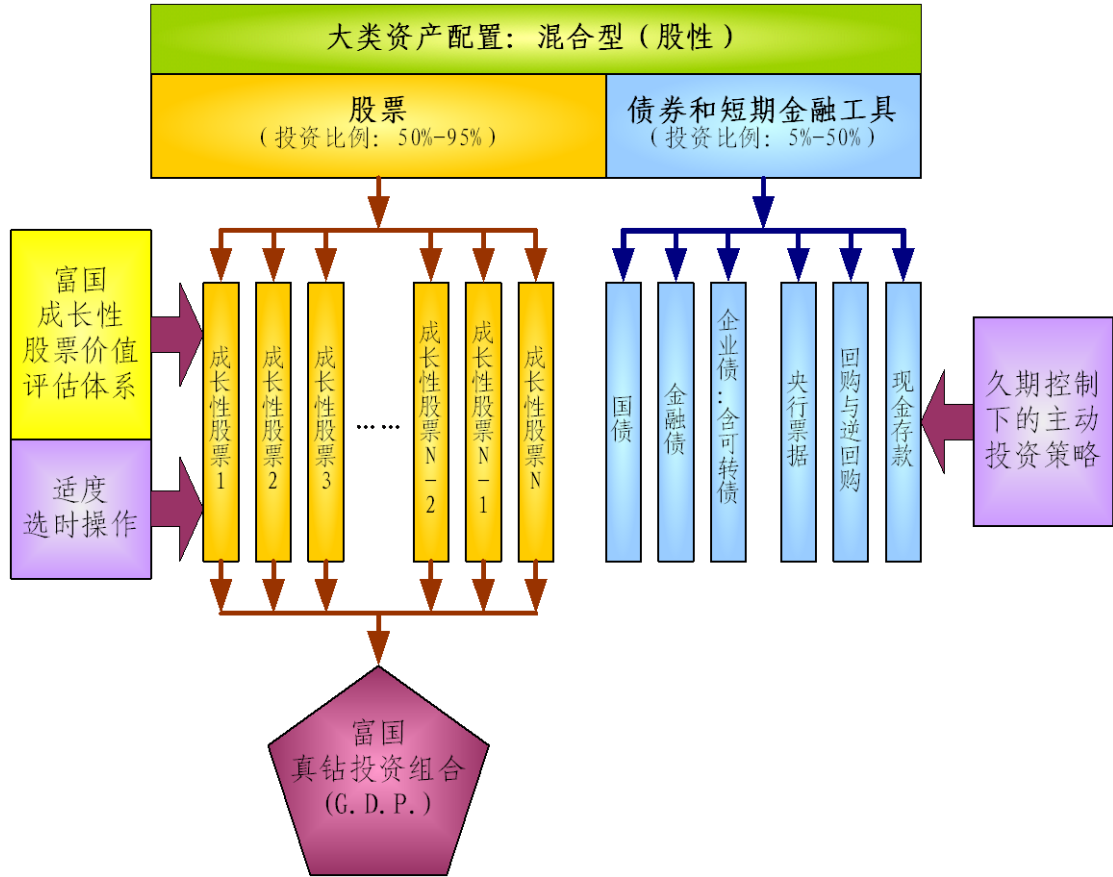 大类资产配置：混合型（股性）
股票
（投资比例：50%-95%）
债券和短期金融工具
（投资比例：5%-50%）
富国
成长性
股票价值
评估体系
适度
选时操作
成长性股票1
成长性股票2
成长性股票3
……
成长性股票N-2
成长性股票N-1
成长性股票N
国债
金融债
企业债：含可转债
央行票据
回购与逆回购
现金存款
久期控制
下的主动
投资策略
富国
真钻投资组合
(G.D.P.)